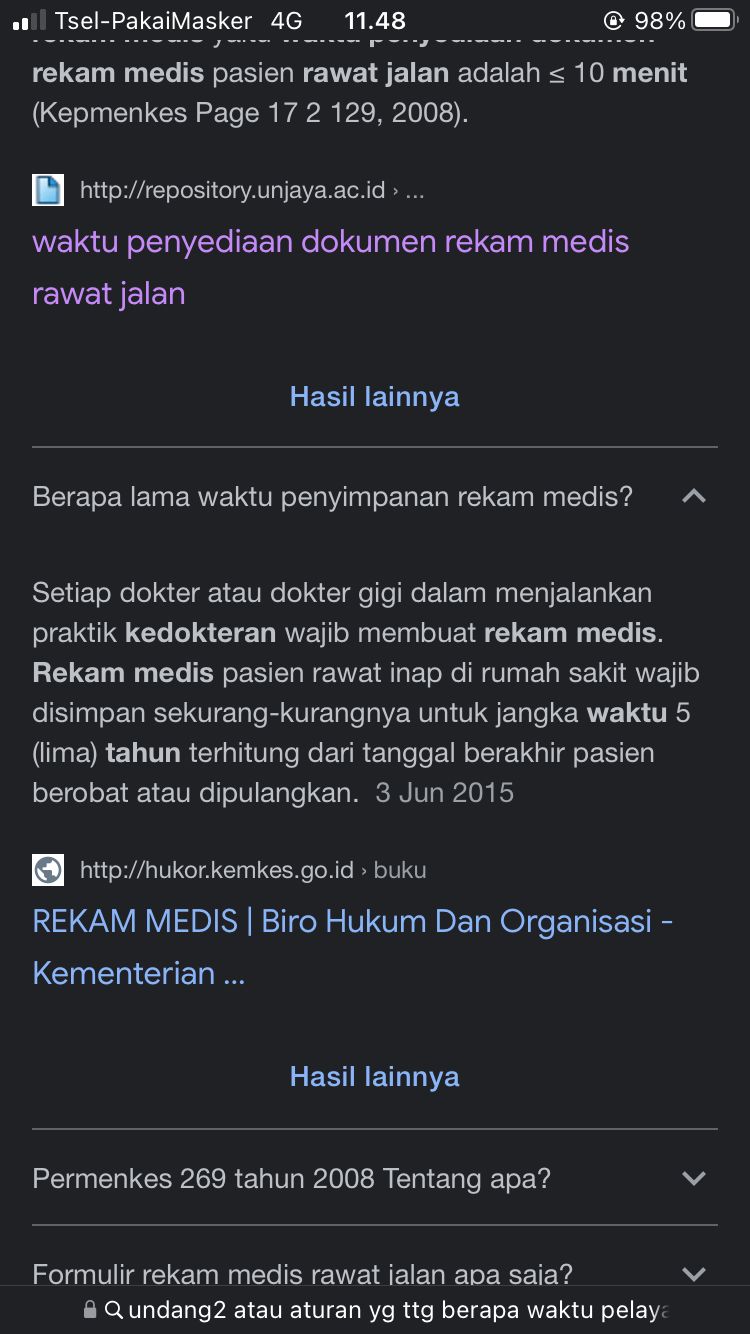 Tsel-PakaiMasker 4G 11.48 98%
rekam medis yaitu waktu penyediaan dokumen
rekam medis pasien rawat jalan adalah ≤ 10 menit
(Kepmenkes Page 17 2 129, 2008).
http://repository.unjaya.ac.id › ...
waktu penyediaan dokumen rekam medis
rawat jalan
Hasil lainnya
Berapa lama waktu penyimpanan rekam medis?
Setiap dokter atau dokter gigi dalam menjalankan
praktik kedokteran wajib membuat rekam medis.
Rekam medis pasien rawat inap di rumah sakit wajib
disimpan sekurang-kurangnya untuk jangka waktu 5
(lima) tahun terhitung dari tanggal berakhir pasien
berobat atau dipulangkan. 3 Jun 2015
http://hukor.kemkes.go.id › buku
REKAM MEDIS | Biro Hukum Dan Organisasi -
Kementerian ...
Hasil lainnya
Permenkes 269 tahun 2008 Tentang apa?
Formulir rekam medis rawat jalan apa saja?
undang2 atau aturan yg ttg berapa waktu pelaya